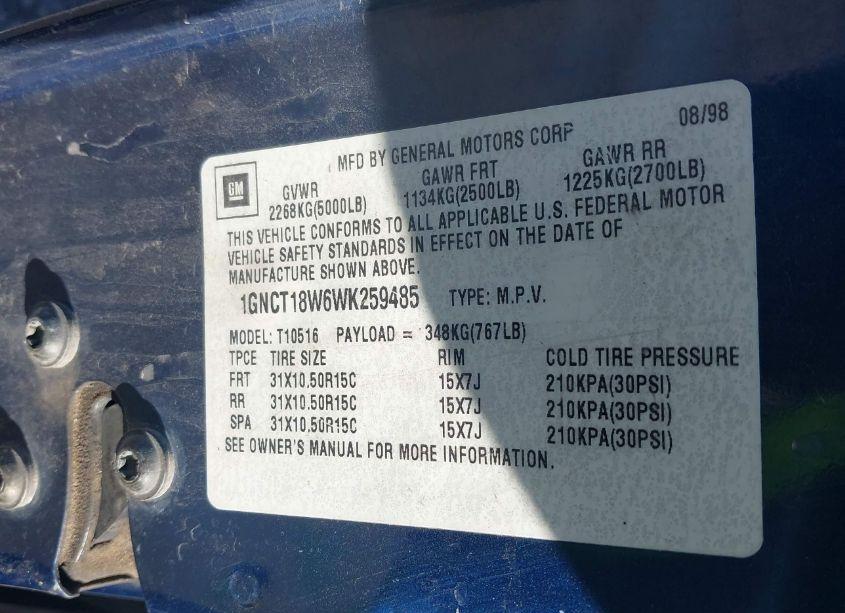 08/98
MFD BY GENERAL MOTORS CORP
GM
GVWR GAWR FRT GAWR RR
2268KG(5000LB) 1134KG(2500LB) 1225KG(2700LB)
THIS VEHICLE CONFORMS TO ALL APPLICABLE U.S. FEDERAL MOTOR
VEHICLE SAFETY STANDARDS IN EFFECT ON THE DATE OF
MANUFACTURE SHOWN ABOVE.
1GNCT18W6WK259485 TYPE: M.P.V.
MODEL: T10516 PAYLOAD = 348KG(767LB)
TPCE TIRE SIZE RIM COLD TIRE PRESSURE
FRT 31X10.50R15C 15X7J 210KPA(30PSI)
RR 31X10.50R15C 15X7J 210KPA(30PSI)
SPA 31X10.50R15C 15X7J 210KPA(30PSI)
SEE OWNER'S MANUAL FOR MORE INFORMATION.